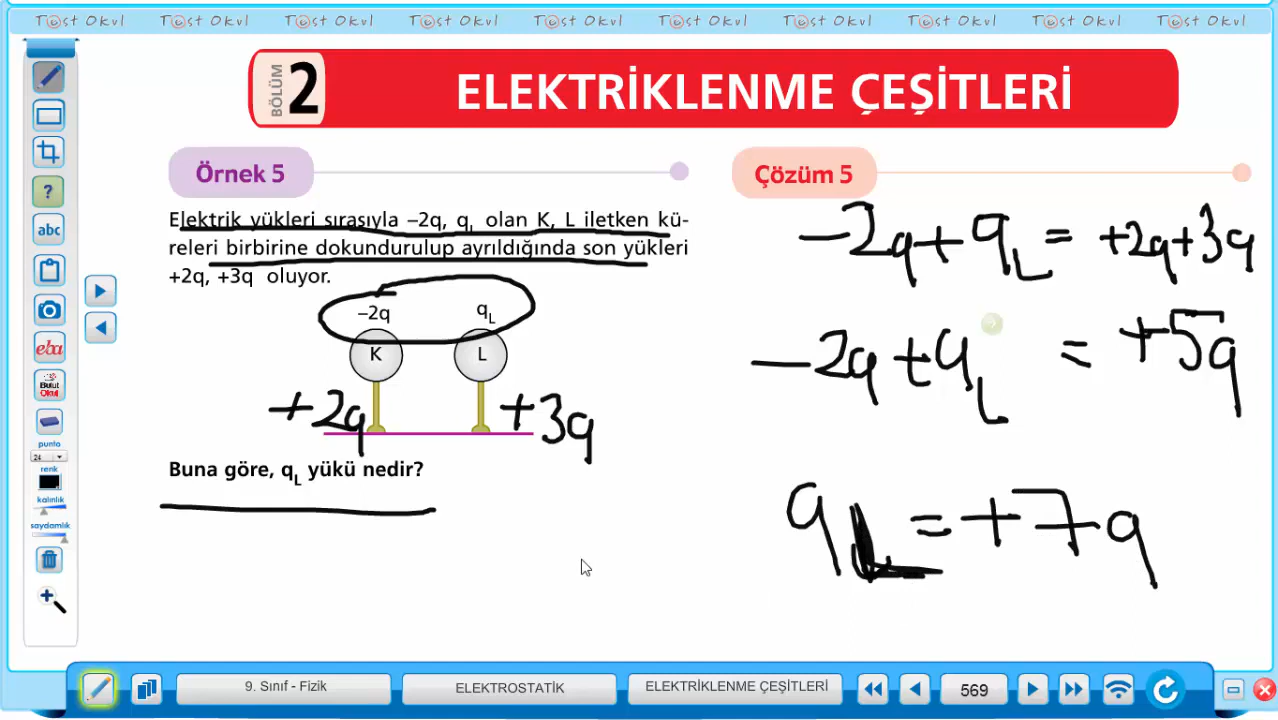 Test Okul Test Okul Test Okul Test Okul Test Okul Test Okul Test Okul Test Okul Test Okul Test Okul
BÖLÜM 2
ELEKTRİKLENME ÇEŞİTLERİ
Örnek 5
Elektrik yükleri sırasıyla –2q, qL olan K, L iletken kü-
releri birbirine dokundurulup ayrıldığında son yükleri
+2q, +3q oluyor.
–2q qL
K L
+2q +3q
Buna göre, qL yükü nedir?
Çözüm 5
–2q + qL = +2q+3q
–2q + qL = +5q
qL = +7q
?
abc
eba
Bulut
Okul
punto
24
renk
kalınlık
saydamlık
9. Sınıf - Fizik
ELEKTROSTATİK
ELEKTRİKLENME ÇEŞİTLERİ
569